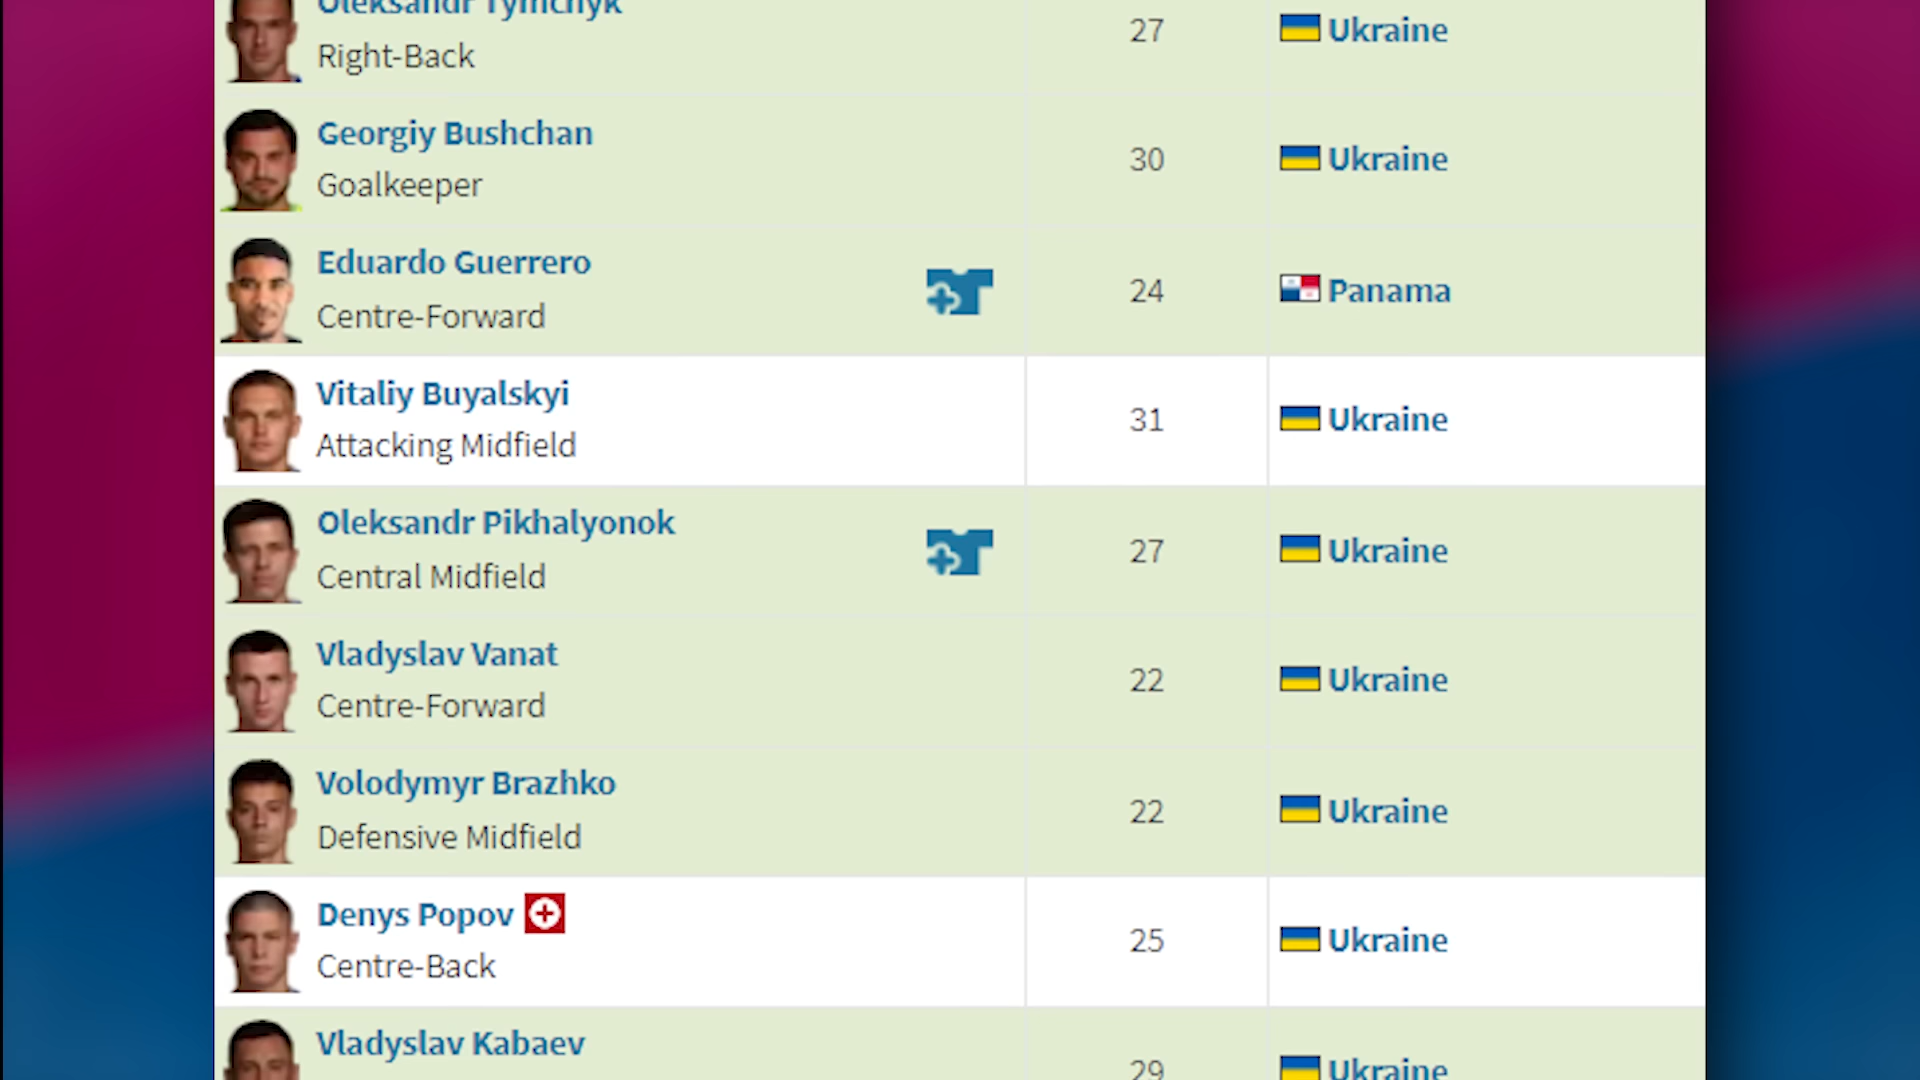 Oleksandr Tymchyk
Right-Back
27
Ukraine
Georgiy Bushchan
Goalkeeper
30
Ukraine
Eduardo Guerrero
Centre-Forward
24
Panama
Vitaliy Buyalskyi
Attacking Midfield
31
Ukraine
Oleksandr Pikhalyonok
Central Midfield
27
Ukraine
Vladyslav Vanat
Centre-Forward
22
Ukraine
Volodymyr Brazhko
Defensive Midfield
22
Ukraine
Denys Popov
Centre-Back
25
Ukraine
Vladyslav Kabaev
29
Ukraine